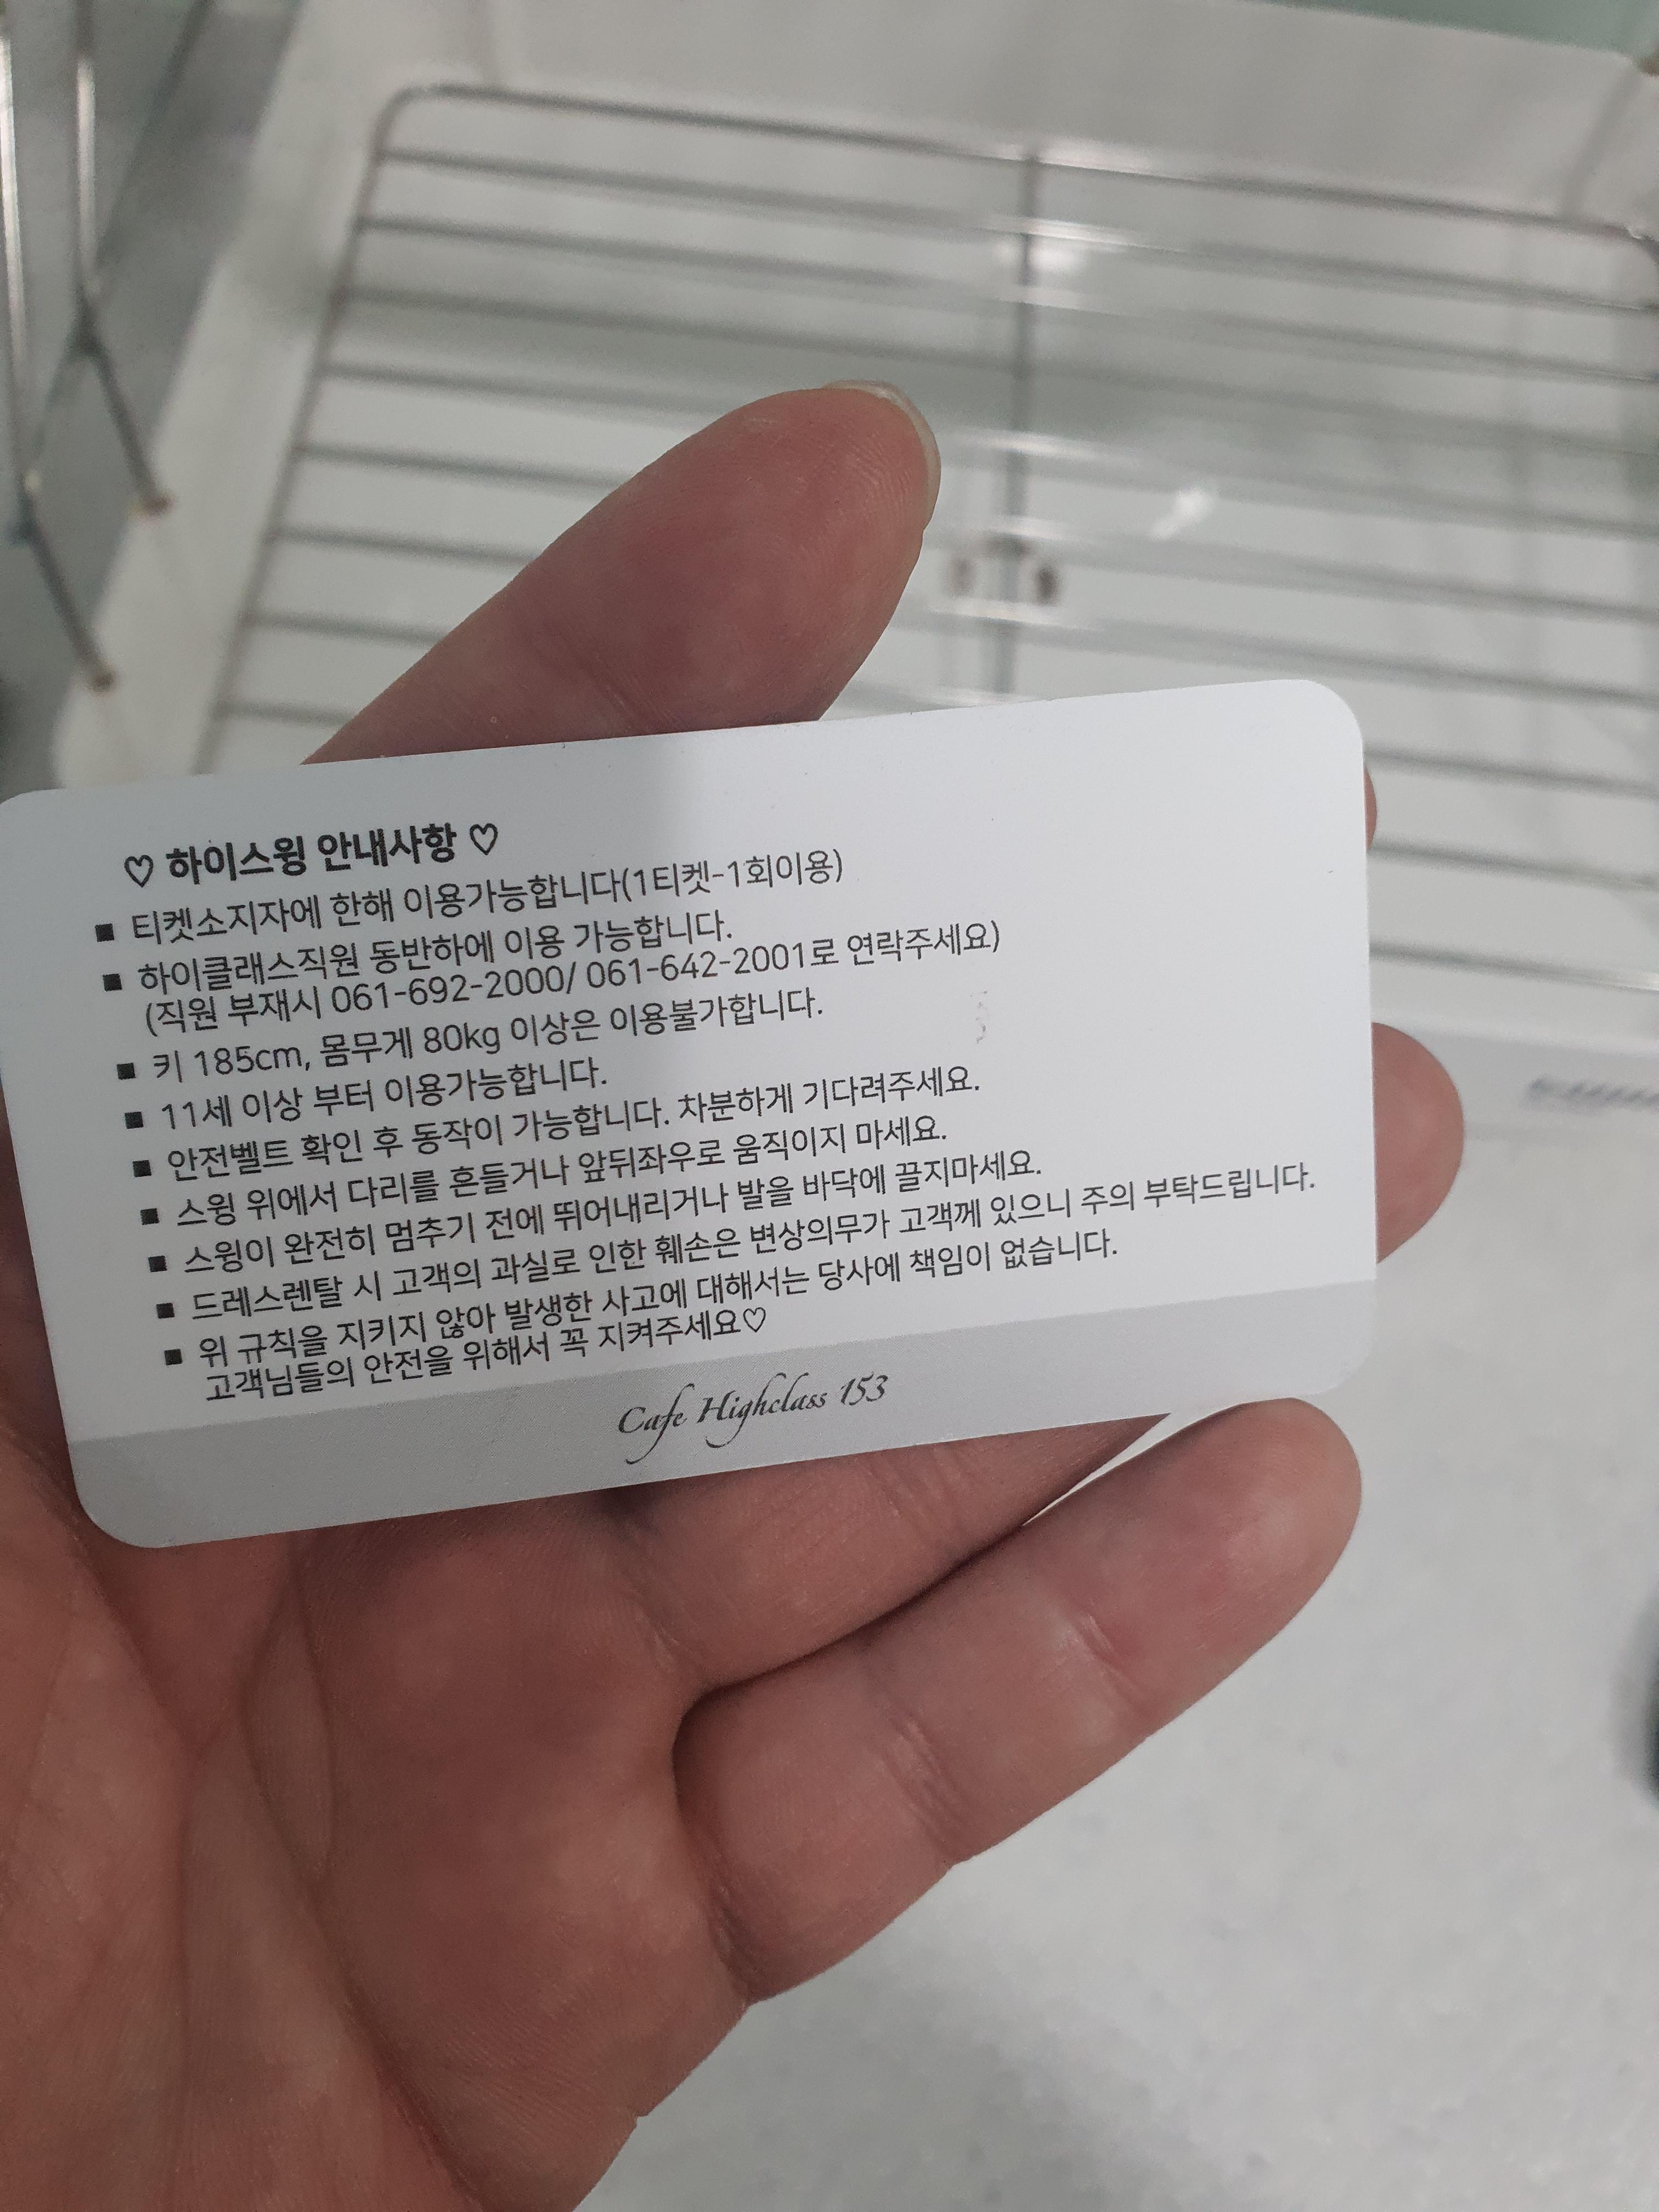 ♡ 하이스윙 안내사항 ♡
■ 티켓소지자에 한해 이용가능합니다(1티켓-1회이용)
■ 하이클래스직원 동반하에 이용 가능합니다.
(직원 부재시 061-692-2000/ 061-642-2001로 연락주세요)
■ 키 185cm, 몸무게 80kg 이상은 이용불가합니다.
■ 11세 이상 부터 이용가능합니다.
■ 안전벨트 확인 후 동작이 가능합니다. 차분하게 기다려주세요.
■ 스윙 위에서 다리를 흔들거나 앞뒤좌우로 움직이지 마세요.
■ 스윙이 완전히 멈추기 전에 뛰어내리거나 발을 바닥에 끌지마세요.
■ 드레스렌탈 시 고객의 과실로 인한 훼손은 변상의무가 고객께 있으니 주의 부탁드립니다.
■ 위 규칙을 지키지 않아 발생한 사고에 대해서는 당사에 책임이 없습니다.
고객님들의 안전을 위해서 꼭 지켜주세요♡
Cafe Highclass 153